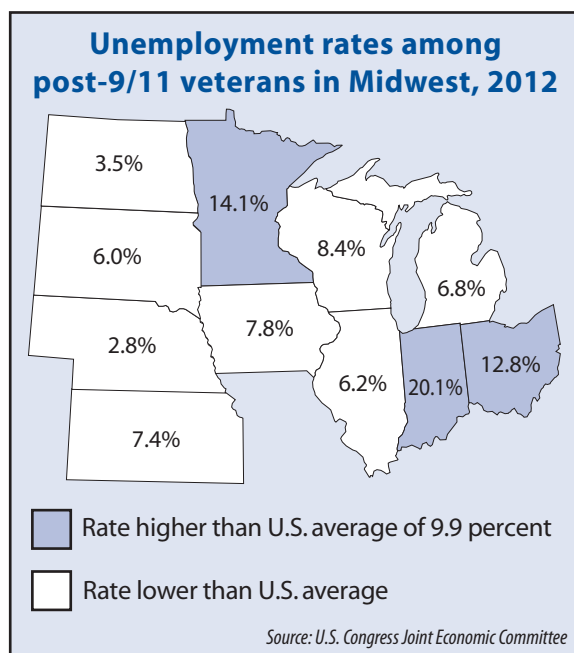 Unemployment rates among
post-9/11 veterans in Midwest, 2012
3.5%
14.1%
6.0%
8.4%
6.8%
2.8%
7.8%
6.2%
20.1%
12.8%
7.4%
Rate higher than U.S. average of 9.9 percent
Rate lower than U.S. average
Source: U.S. Congress Joint Economic Committee